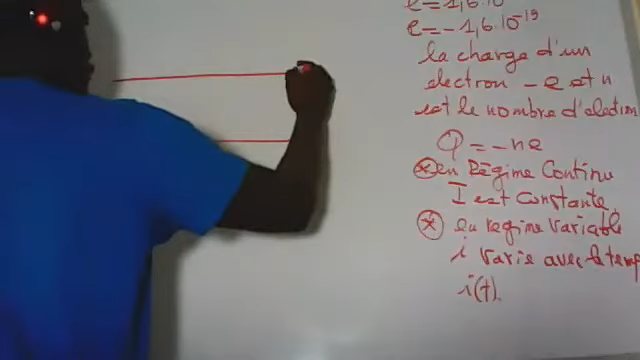 e = 1,6.10
e = -1,6.10⁻¹⁹
la charge d'un
electron - e et n
est le nombre d'election
Q = - ne
* en Régime Continu
I est Constante.
* en regime Variable
i varie avec le temp
i(t).